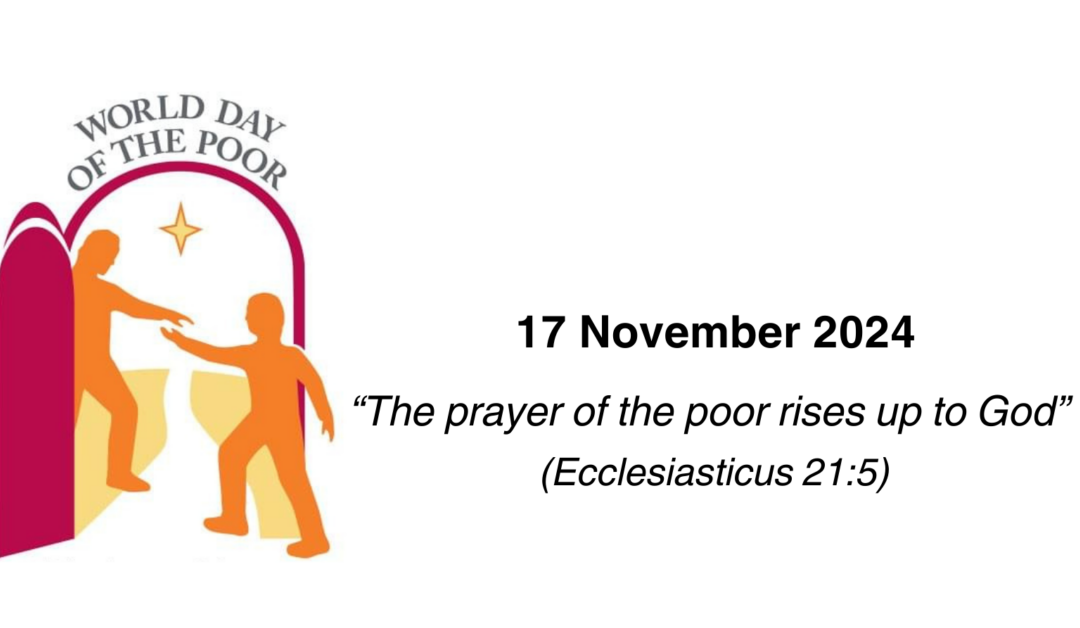 WORLD DAY
OF THE POOR
17 November 2024
“The prayer of the poor rises up to God”
(Ecclesiasticus 21:5)